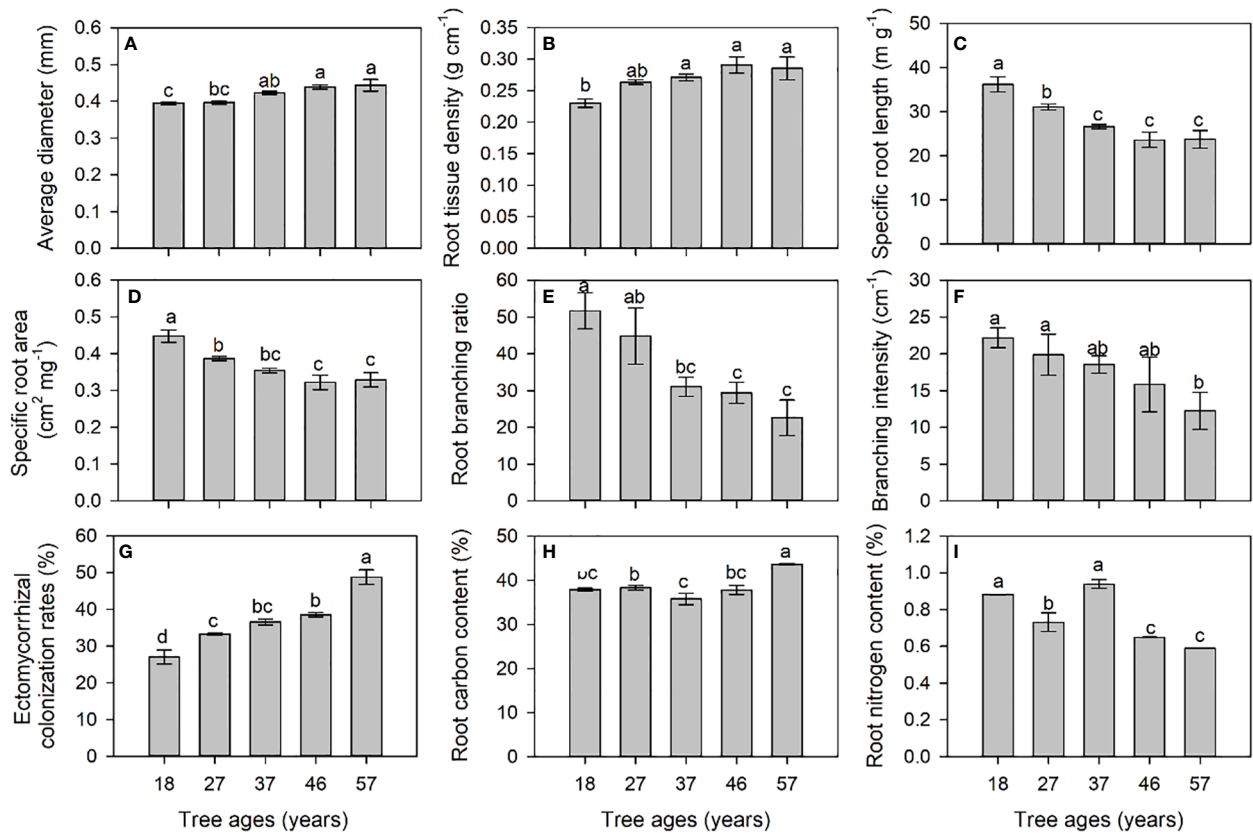 A
Average diameter (mm)
0.6
0.5
0.4
0.3
0.2
0.1
0.0
c
bc
ab
a
a
B
Root tissue density (g cm⁻¹)
0.35
0.30
0.25
0.20
0.15
0.10
0.05
0.00
b
ab
a
a
a
C
Specific root length (m g⁻¹)
50
40
30
20
10
0
a
b
c
c
c
D
Specific root area
(cm² mg⁻¹)
0.6
0.5
0.4
0.3
0.2
0.1
0.0
a
b
bc
c
c
E
Root branching ratio
60
50
40
30
20
10
0
a
ab
bc
c
c
F
Branching intensity (cm⁻¹)
30
25
20
15
10
5
0
a
a
ab
ab
b
G
Ectomycorrhizal
colonization rates (%)
60
50
40
30
20
10
0
d
c
bc
b
a
18
27
37
46
57
Tree ages (years)
H
Root carbon content (%)
50
40
30
20
10
0
bc
b
c
bc
a
18
27
37
46
57
Tree ages (years)
I
Root nitrogen content (%)
1.2
1.0
0.8
0.6
0.4
0.2
0.0
a
b
a
c
c
18
27
37
46
57
Tree ages (years)